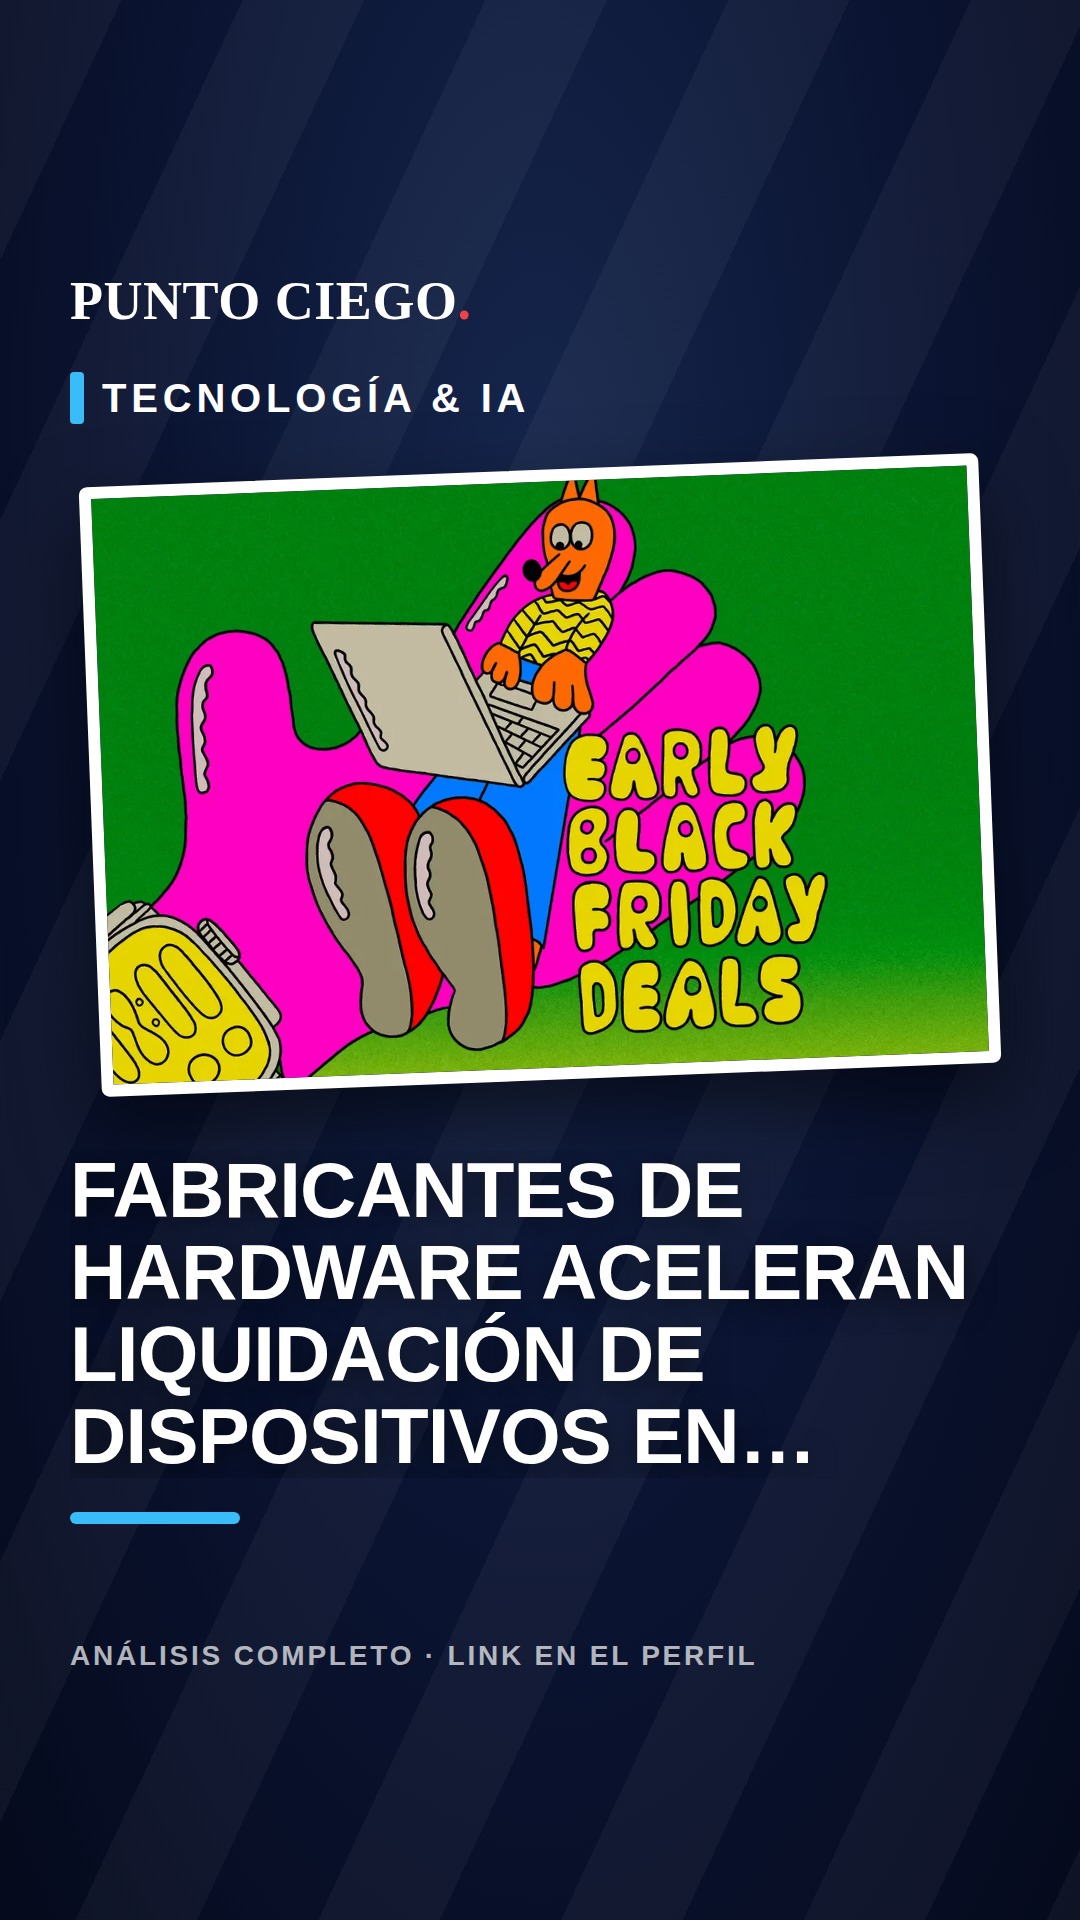 PUNTO CIEGO.
TECNOLOGÍA & IA
EARLY
BLACK
FRIDAY
DEALS
FABRICANTES DE
HARDWARE ACELERAN
LIQUIDACIÓN DE
DISPOSITIVOS EN...
ANÁLISIS COMPLETO · LINK EN EL PERFIL